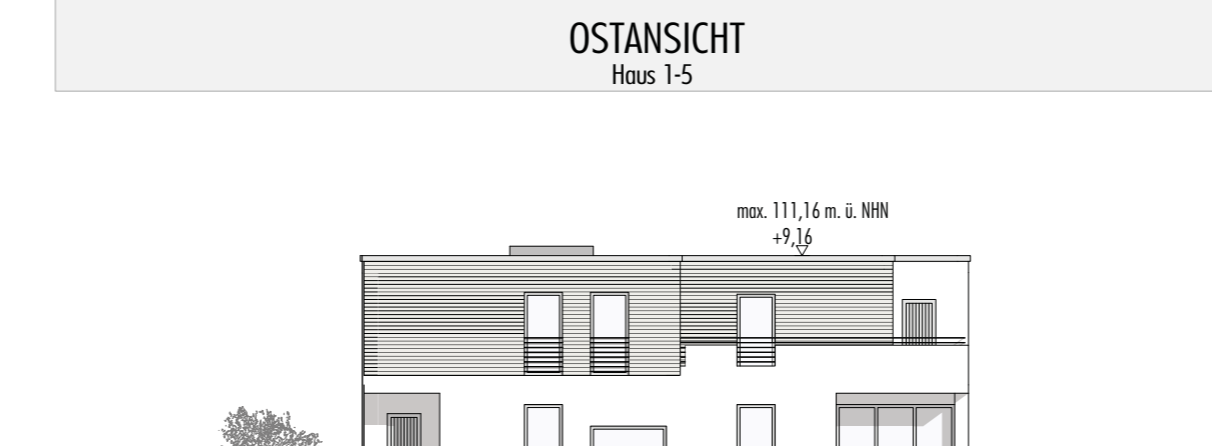 OSTANSICHT
Haus 1-5
max. 111,16 m. ü. NHN
+9,16